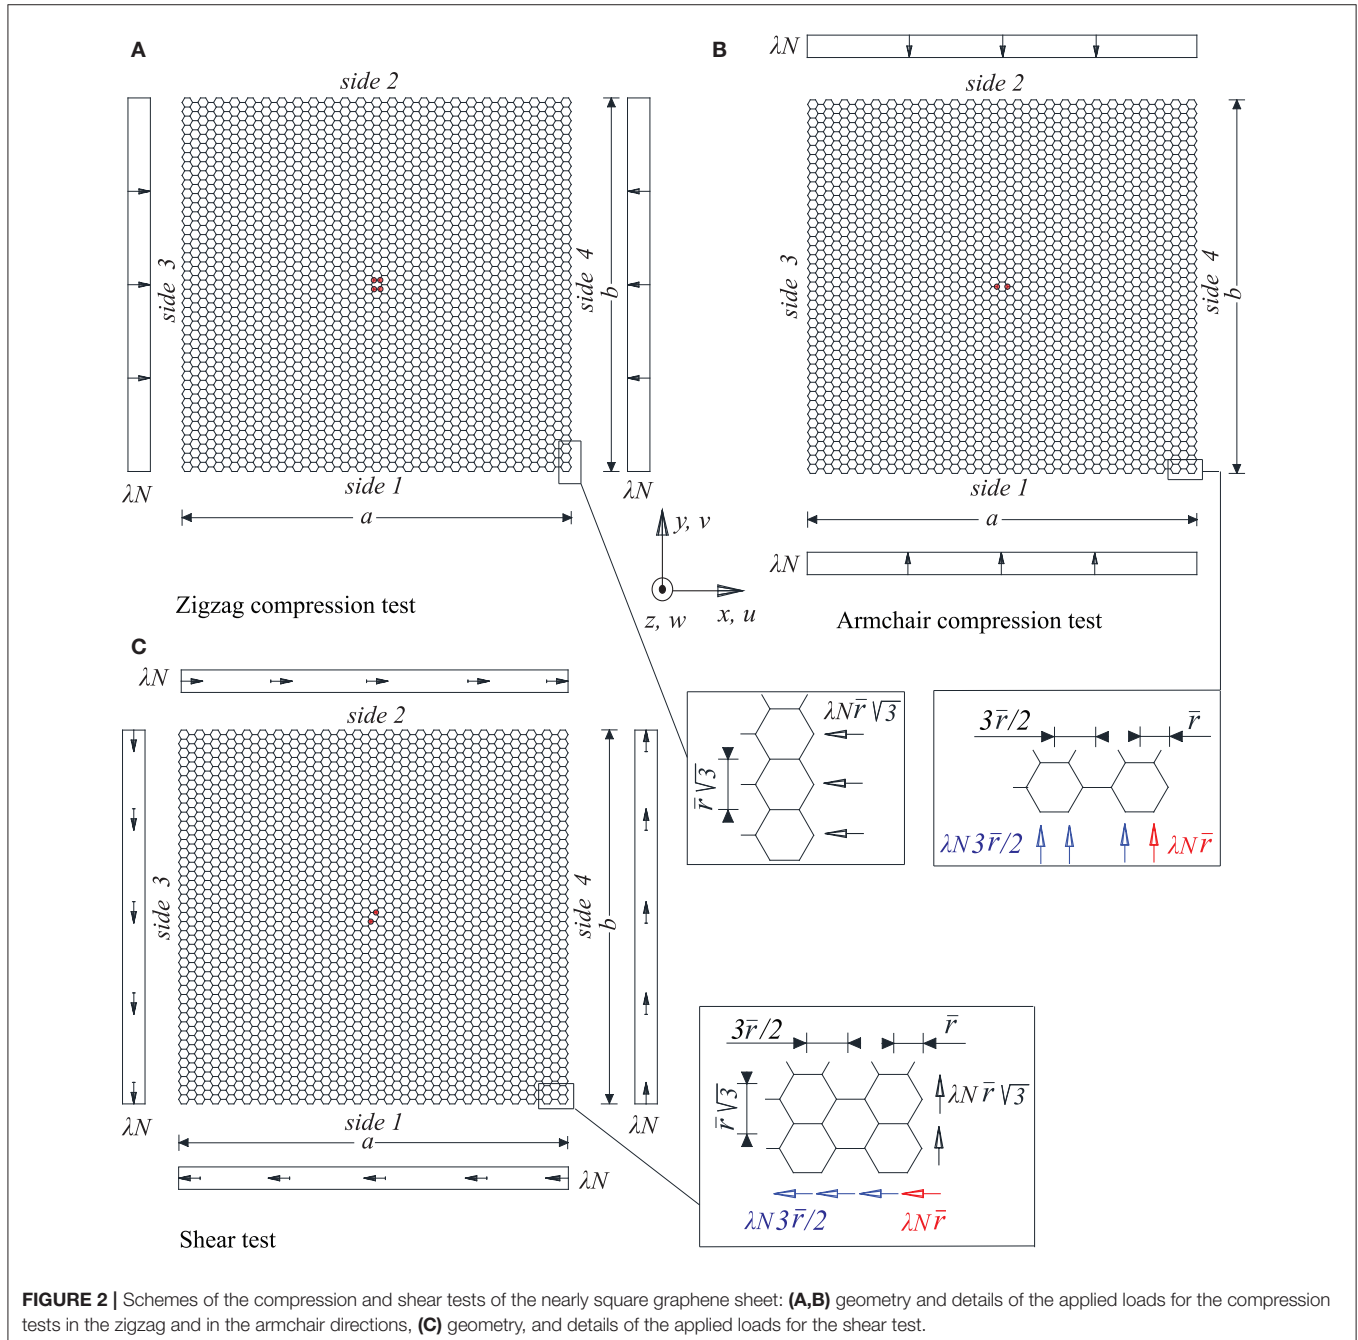 A
side 2
side 3
side 4
b
λN
λN
side 1
a
Zigzag compression test
B
λN
side 2
side 3
side 4
b
side 1
a
λN
Armchair compression test
y, v
z, w
x, u
C
λN
side 2
side 3
side 4
b
λN
λN
side 1
a
λN
Shear test
λN r̄ √3
r̄ √3
3r̄/2
r̄
λN 3r̄/2
λN r̄
3r̄/2
r̄
r̄ √3
λN r̄ √3
λN 3r̄/2
λN r̄
FIGURE 2 | Schemes of the compression and shear tests of the nearly square graphene sheet: (A,B) geometry and details of the applied loads for the compression
tests in the zigzag and in the armchair directions, (C) geometry, and details of the applied loads for the shear test.